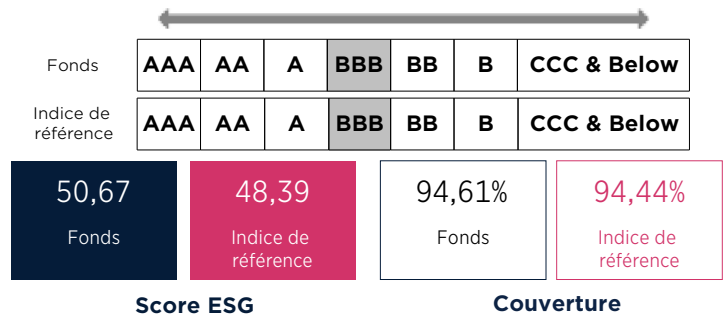 Fonds AAA AA A BBB BB B CCC & Below
Indice de
référence AAA AA A BBB BB B CCC & Below
50,67 48,39 94,61% 94,44%
Fonds Indice de Fonds Indice de
référence référence
Score ESG Couverture